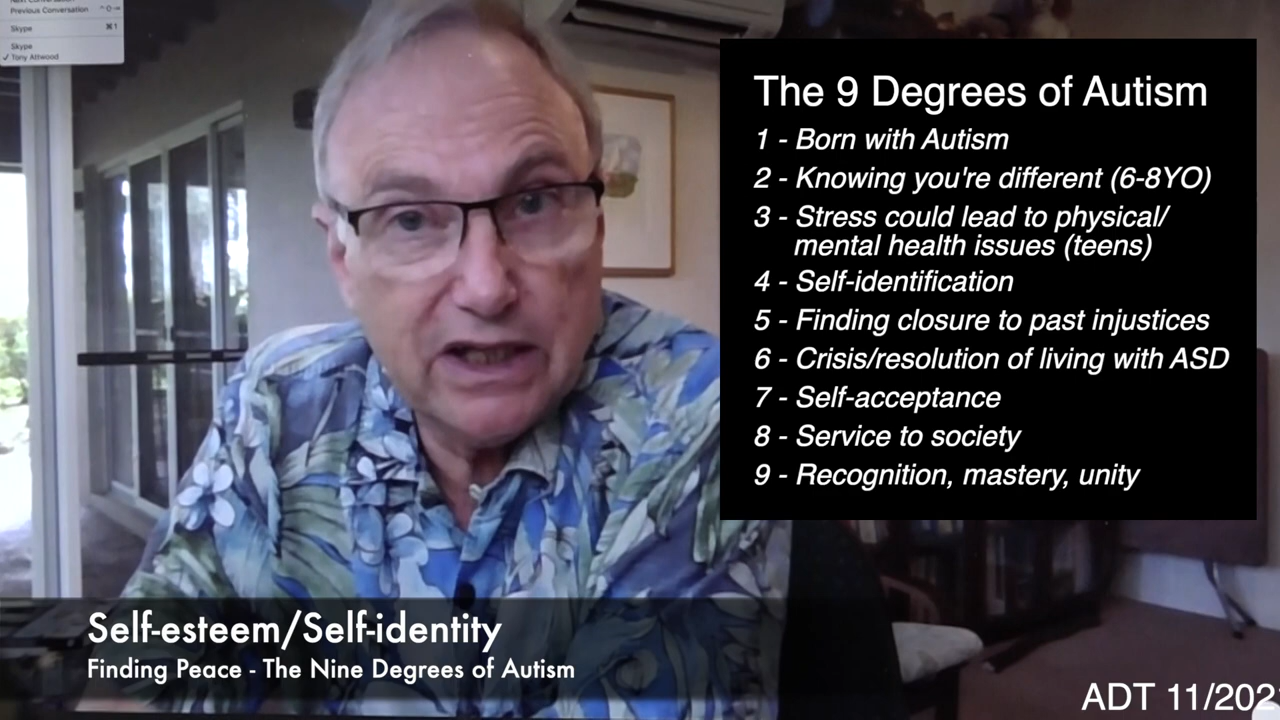 Previous Conversation
Skype ⌘1
Skype
✓ Tony Attwood
The 9 Degrees of Autism
1 - Born with Autism
2 - Knowing you're different (6-8YO)
3 - Stress could lead to physical/
mental health issues (teens)
4 - Self-identification
5 - Finding closure to past injustices
6 - Crisis/resolution of living with ASD
7 - Self-acceptance
8 - Service to society
9 - Recognition, mastery, unity
Self-esteem/Self-identity
Finding Peace - The Nine Degrees of Autism
ADT 11/202